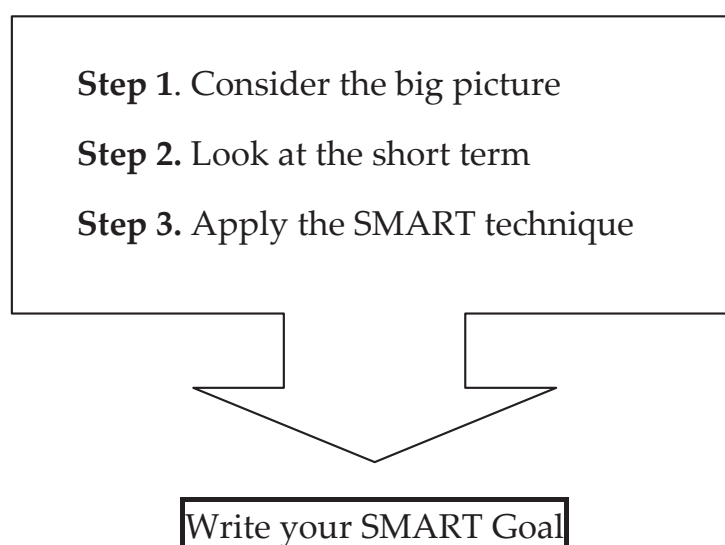 Step 1. Consider the big picture
Step 2. Look at the short term
Step 3. Apply the SMART technique
Write your SMART Goal